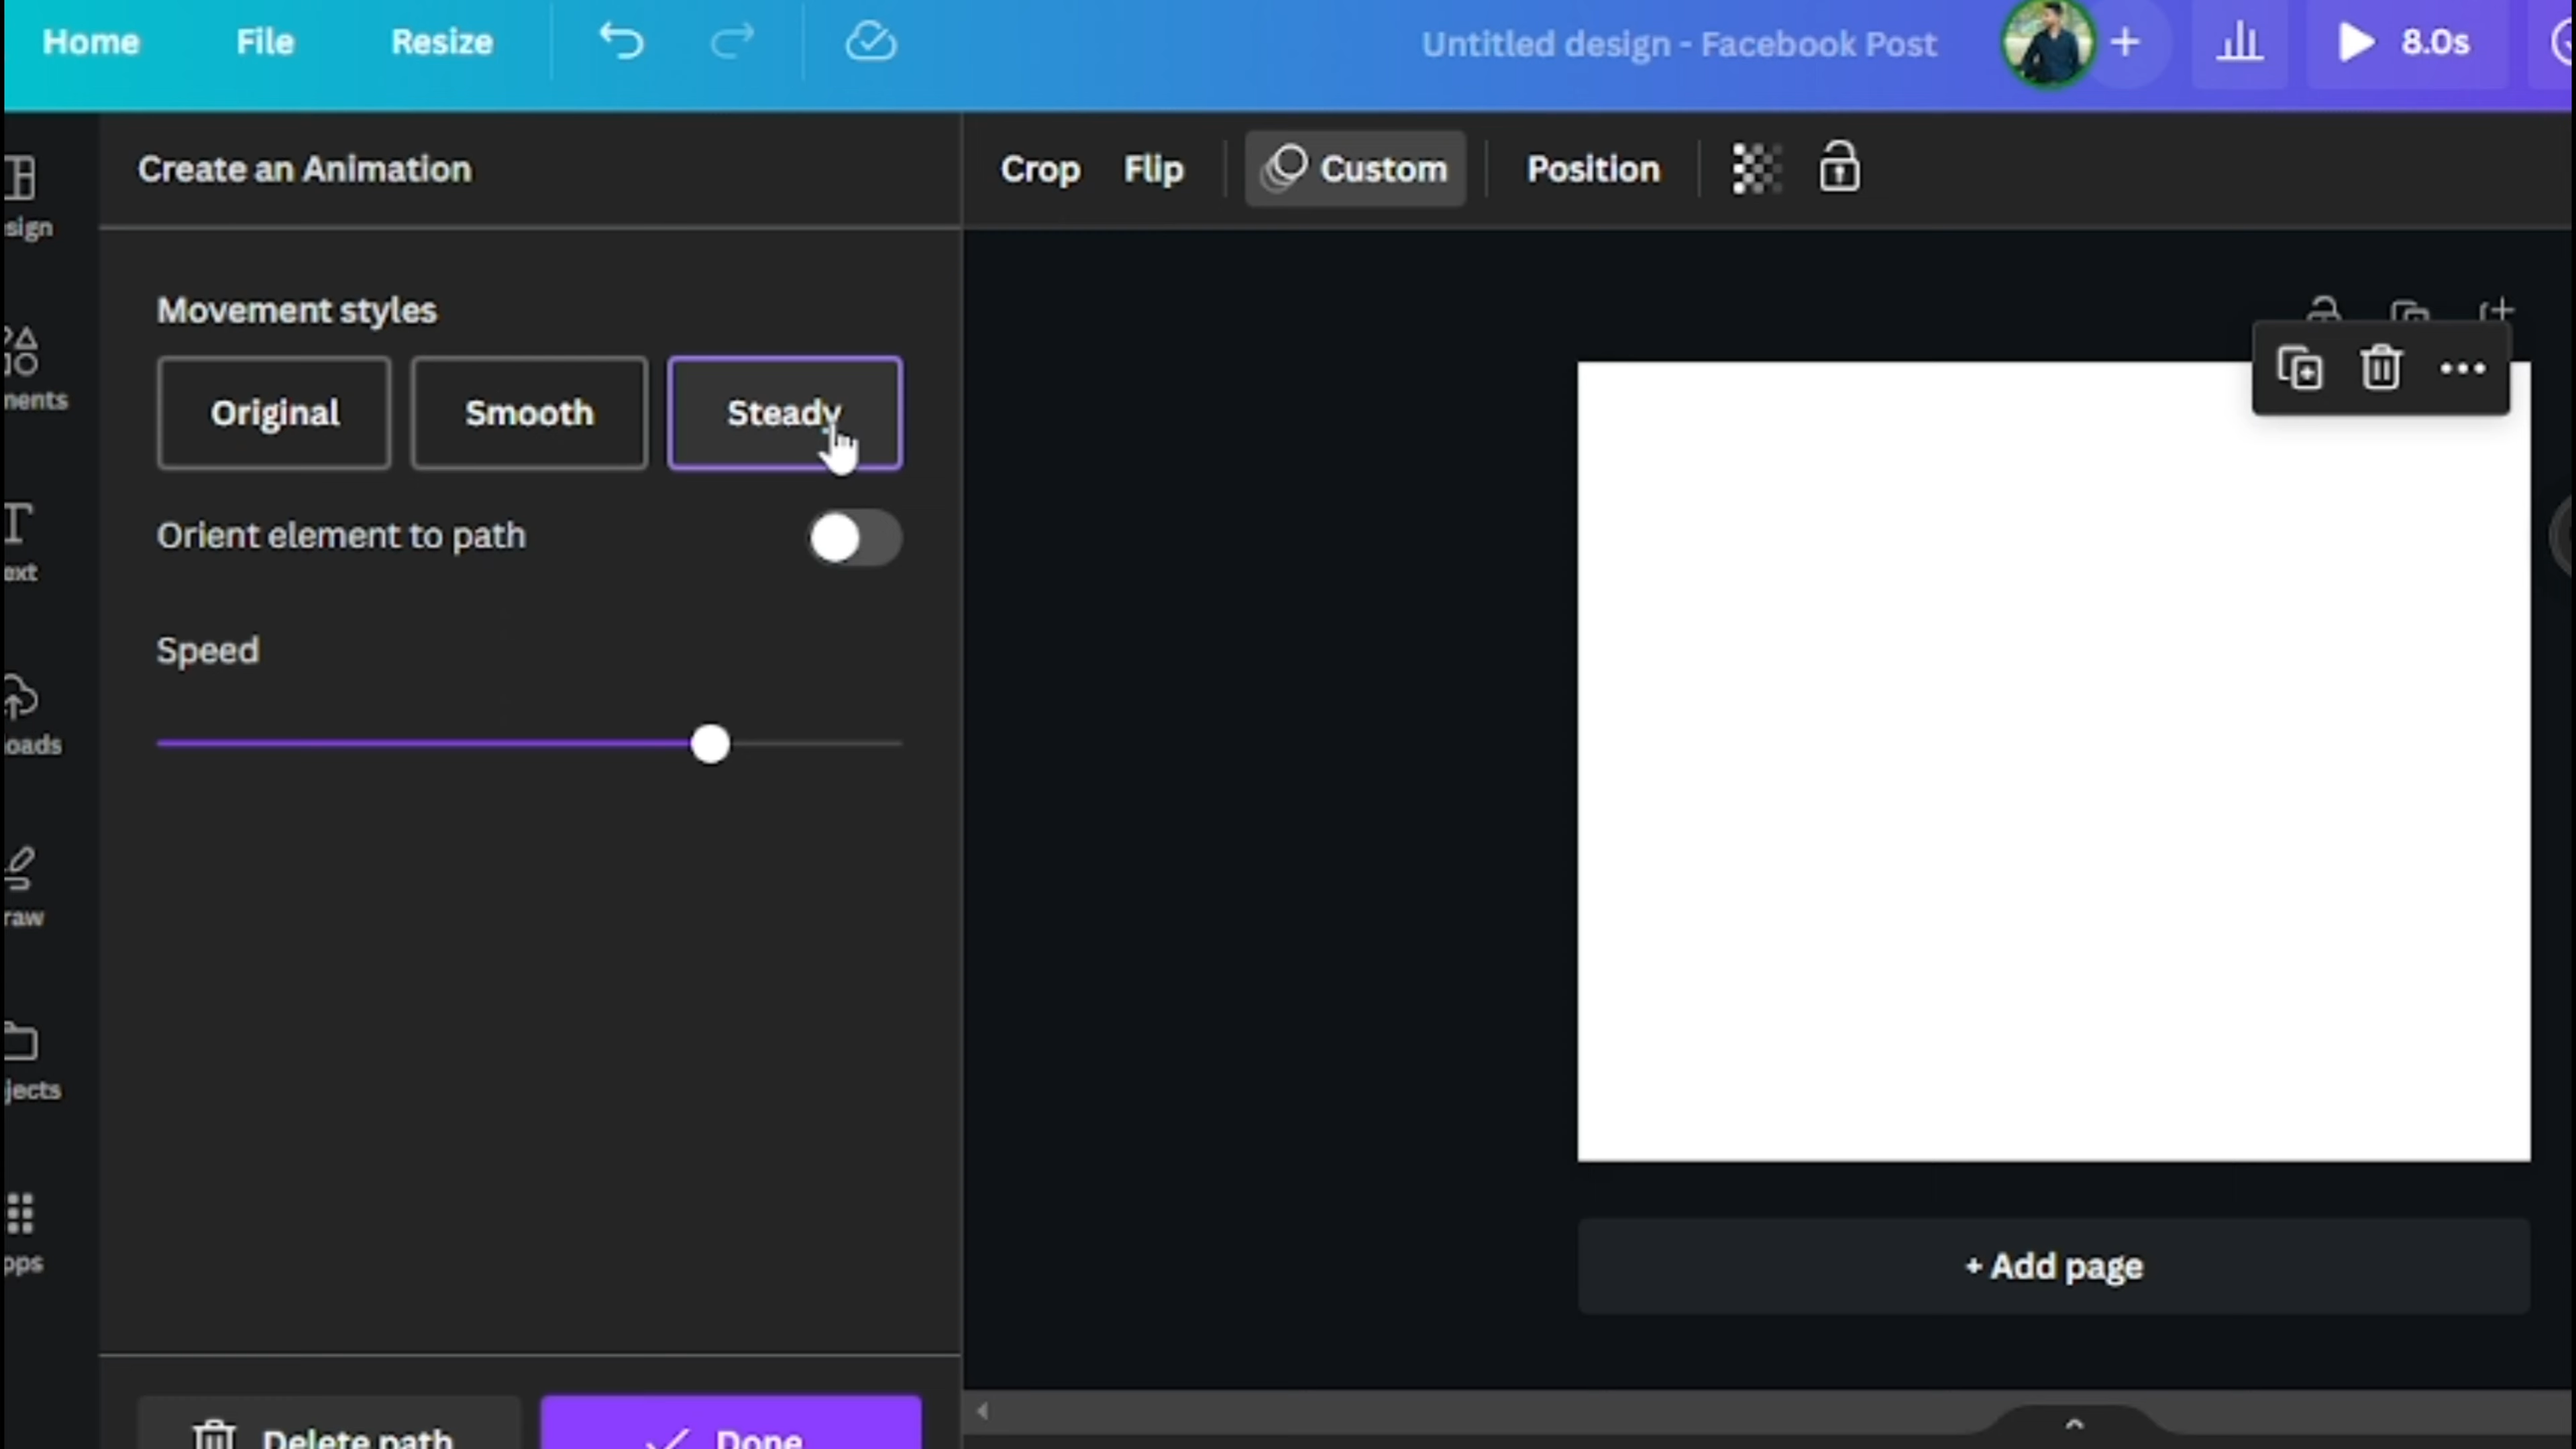 Home File Resize Untitled design - Facebook Post 8.0s
Create an Animation
Crop Flip Custom Position
Movement styles
Original Smooth Steady
Orient element to path
Speed
+ Add page
Delete path Done